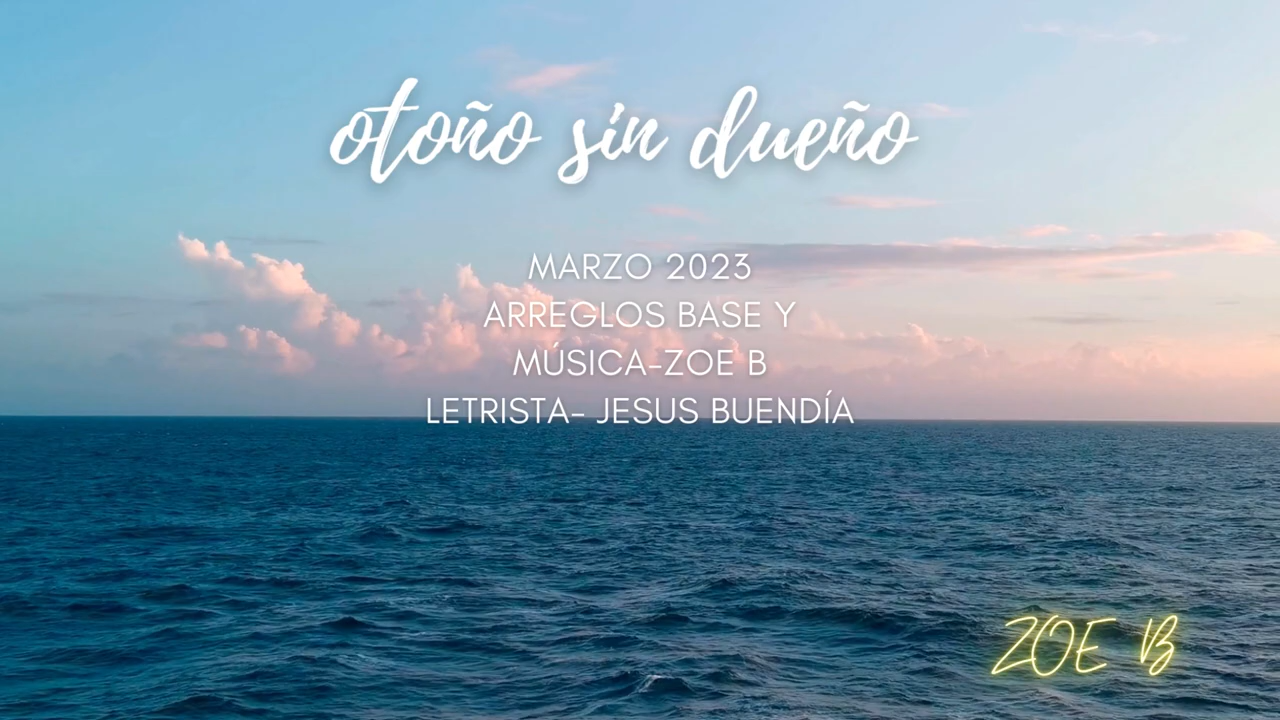 otoño sin dueño
MARZO 2023
ARREGLOS BASE Y
MÚSICA-ZOE B
LETRISTA- JESUS BUENDÍA
ZOE B